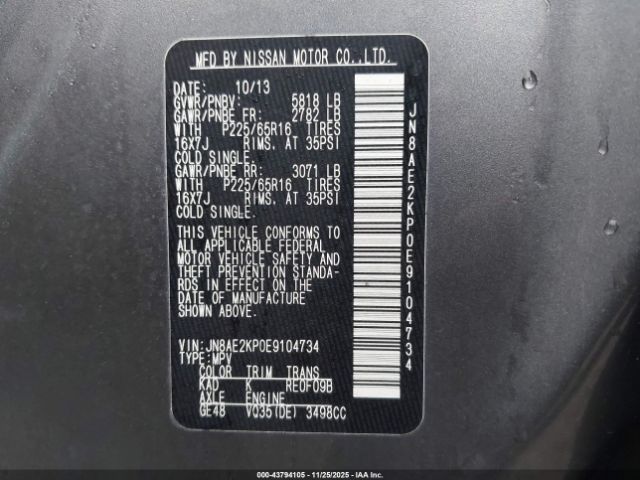 MFD BY NISSAN MOTOR CO.,LTD.
DATE: 10/13
GVWR/PNBV: 5818 LB
GAWR/PNBE FR: 2782 LB
WITH P225/65R16 TIRES
16X7J RIMS. AT 35PSI
COLD SINGLE.
GAWR/PNBE RR: 3071 LB
WITH P225/65R16 TIRES
16X7J RIMS. AT 35PSI
COLD SINGLE.
THIS VEHICLE CONFORMS TO
ALL APPLICABLE FEDERAL
MOTOR VEHICLE SAFETY AND
THEFT PREVENTION STANDA-
RDS IN EFFECT ON THE
DATE OF MANUFACTURE
SHOWN ABOVE.
VIN:JN8AE2KP0E9104734
TYPE:MPV
COLOR TRIM TRANS
KAD K RE0F09B
AXLE ENGINE
GE48 VQ35(DE) 3498CC
JN8AE2KP0E9104734
000-43794105 - 11/25/2025 - IAAI.COM